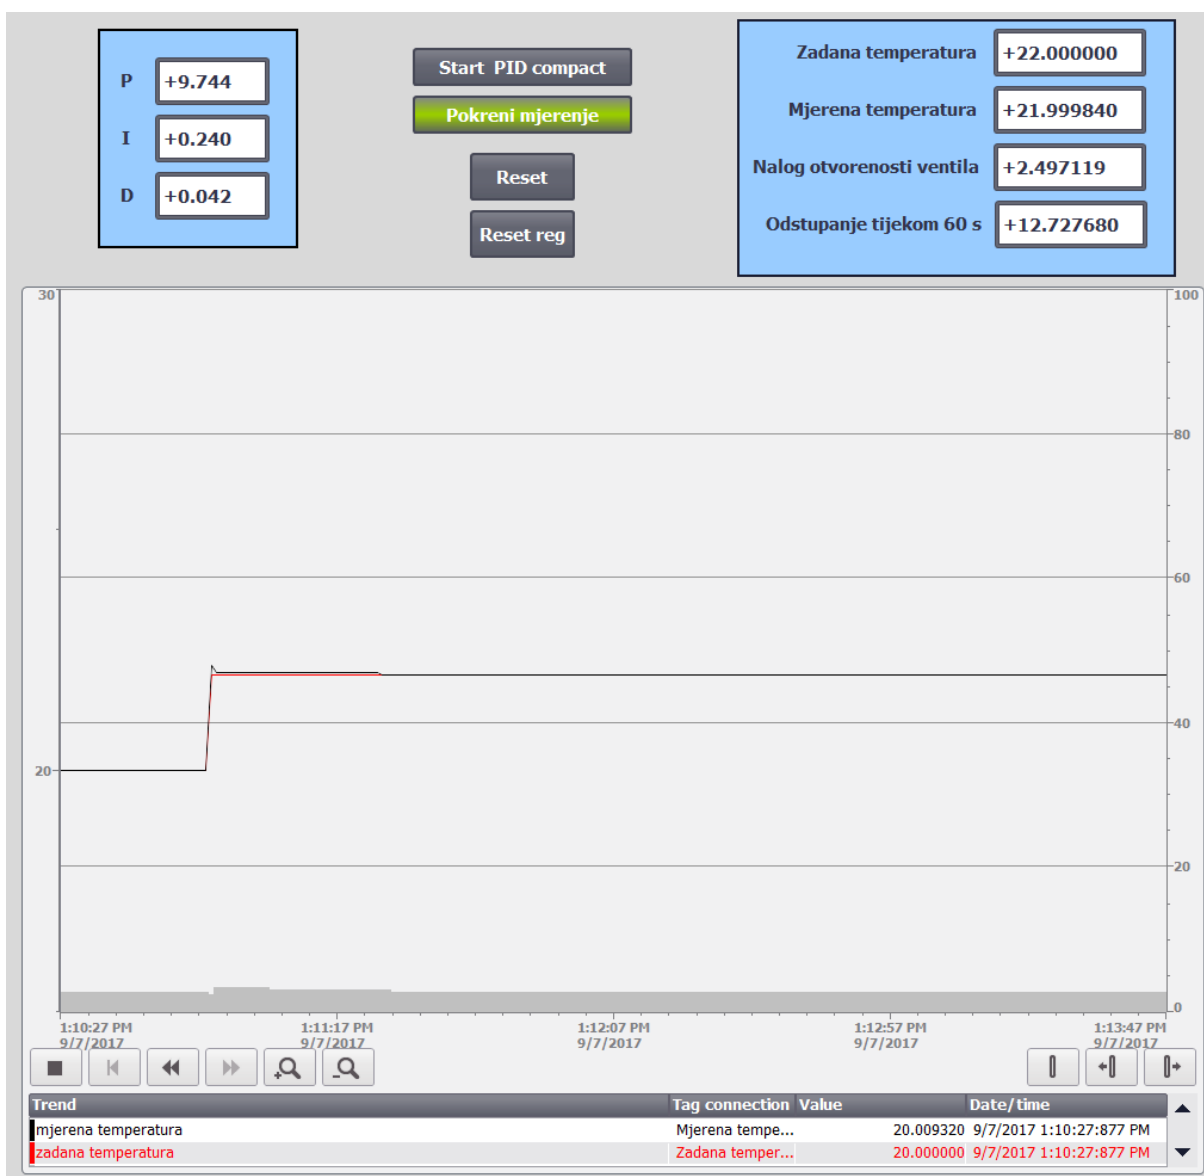 P +9.744
I +0.240
D +0.042
Start PID compact
Pokreni mjerenje
Reset
Reset reg
Zadana temperatura +22.000000
Mjerena temperatura +21.999840
Nalog otvorenosti ventila +2.497119
Odstupanje tijekom 60 s +12.727680
30
20
100
80
60
40
20
0
1:10:27 PM 1:11:17 PM 1:12:07 PM 1:12:57 PM 1:13:47 PM
9/7/2017 9/7/2017 9/7/2017 9/7/2017 9/7/2017
Trend Tag connection Value Date/time
mjerena temperatura Mjerena tempe... 20.009320 9/7/2017 1:10:27:877 PM
zadana temperatura Zadana temper... 20.000000 9/7/2017 1:10:27:877 PM